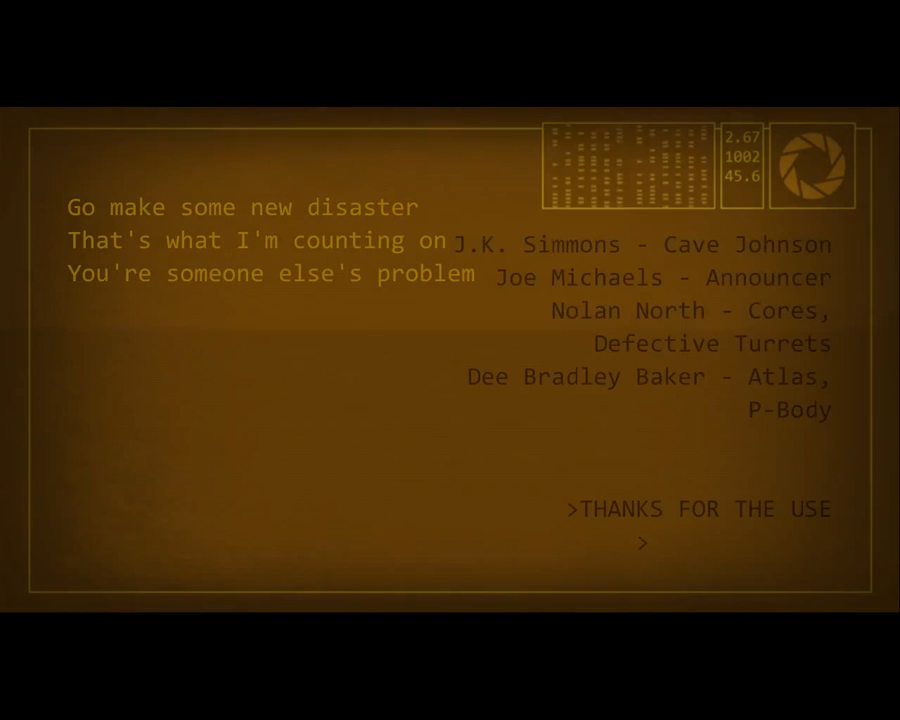 2.67
1002
45.6
Go make some new disaster
That's what I'm counting on
You're someone else's problem
J.K. Simmons - Cave Johnson
Joe Michaels - Announcer
Nolan North - Cores,
Defective Turrets
Dee Bradley Baker - Atlas,
P-Body
>THANKS FOR THE USE
>